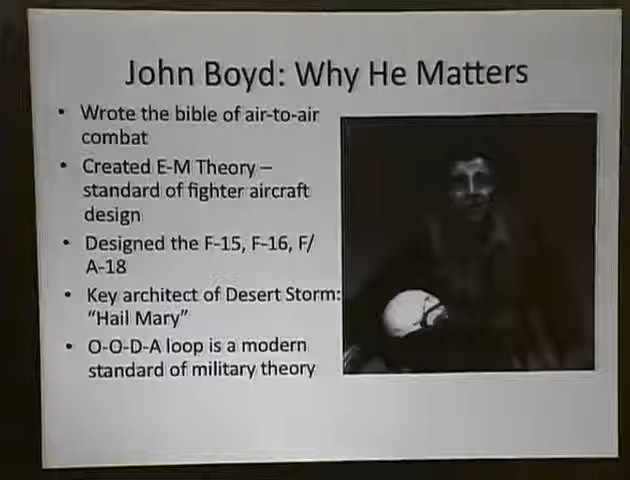 John Boyd: Why He Matters
• Wrote the bible of air-to-air
combat
• Created E-M Theory –
standard of fighter aircraft
design
• Designed the F-15, F-16, F/
A-18
• Key architect of Desert Storm:
“Hail Mary”
• O-O-D-A loop is a modern
standard of military theory